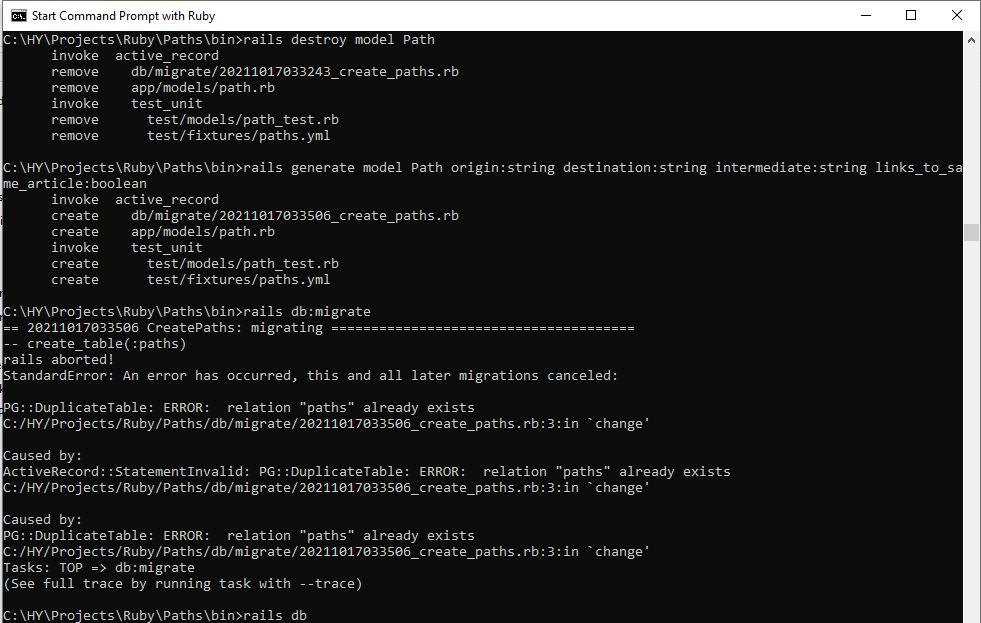 Start Command Prompt with Ruby
C:\HY\Projects\Ruby\Paths\bin>rails destroy model Path
invoke  active_record
remove    db/migrate/20211017033243_create_paths.rb
remove    app/models/path.rb
invoke    test_unit
remove      test/models/path_test.rb
remove      test/fixtures/paths.yml
C:\HY\Projects\Ruby\Paths\bin>rails generate model Path origin:string destination:string intermediate:string links_to_sa
me_article:boolean
invoke  active_record
create    db/migrate/20211017033506_create_paths.rb
create    app/models/path.rb
invoke    test_unit
create      test/models/path_test.rb
create      test/fixtures/paths.yml
C:\HY\Projects\Ruby\Paths\bin>rails db:migrate
== 20211017033506 CreatePaths: migrating ======================================
-- create_table(:paths)
rails aborted!
StandardError: An error has occurred, this and all later migrations canceled:
PG::DuplicateTable: ERROR:  relation "paths" already exists
C:/HY/Projects/Ruby/Paths/db/migrate/20211017033506_create_paths.rb:3:in `change'
Caused by:
ActiveRecord::StatementInvalid: PG::DuplicateTable: ERROR:  relation "paths" already exists
C:/HY/Projects/Ruby/Paths/db/migrate/20211017033506_create_paths.rb:3:in `change'
Caused by:
PG::DuplicateTable: ERROR:  relation "paths" already exists
C:/HY/Projects/Ruby/Paths/db/migrate/20211017033506_create_paths.rb:3:in `change'
Tasks: TOP => db:migrate
(See full trace by running task with --trace)
C:\HY\Projects\Ruby\Paths\bin>rails db